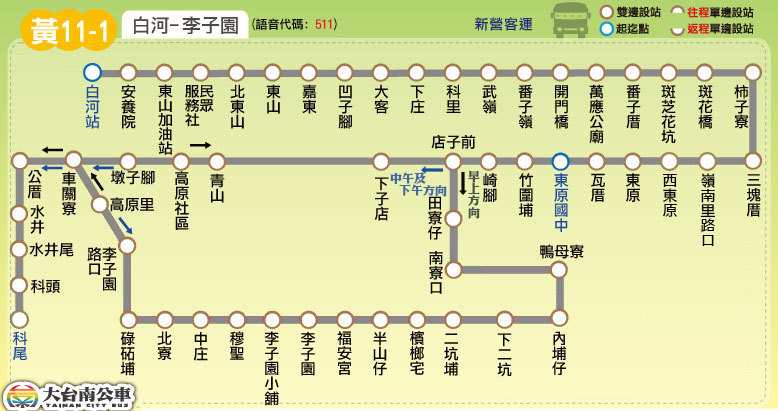 黃11-1
白河-李子園
(語音代碼: 511)
新營客運
雙邊設站
往程單邊設站
起迄點
返程單邊設站
白河站
安養院
東山加油站
民眾服務社
北東山
東山
嘉東
凹子腳
大客
下庄
科里
武嶺
番子嶺
開門橋
萬應公廟
番子厝
斑芝花坑
斑花橋
柿子寮
三塊厝
嶺南里路口
西東原
東原
瓦厝
東原國中
竹圍埔
崎腳
店子前
早上方向
中午及
下午方向
下子店
青山
高原社區
墩子腳
車關寮
公厝
水井
水井尾
科頭
科尾
高原里
李子園路口
田寮仔
南寮口
鴨母寮
內埔仔
下二坑
二坑埔
檳榔宅
半山仔
福安宮
李子園
李子園小舖
穆聖
中庄
北寮
碌砧埔
大台南公車
TAINAN CITY BUS